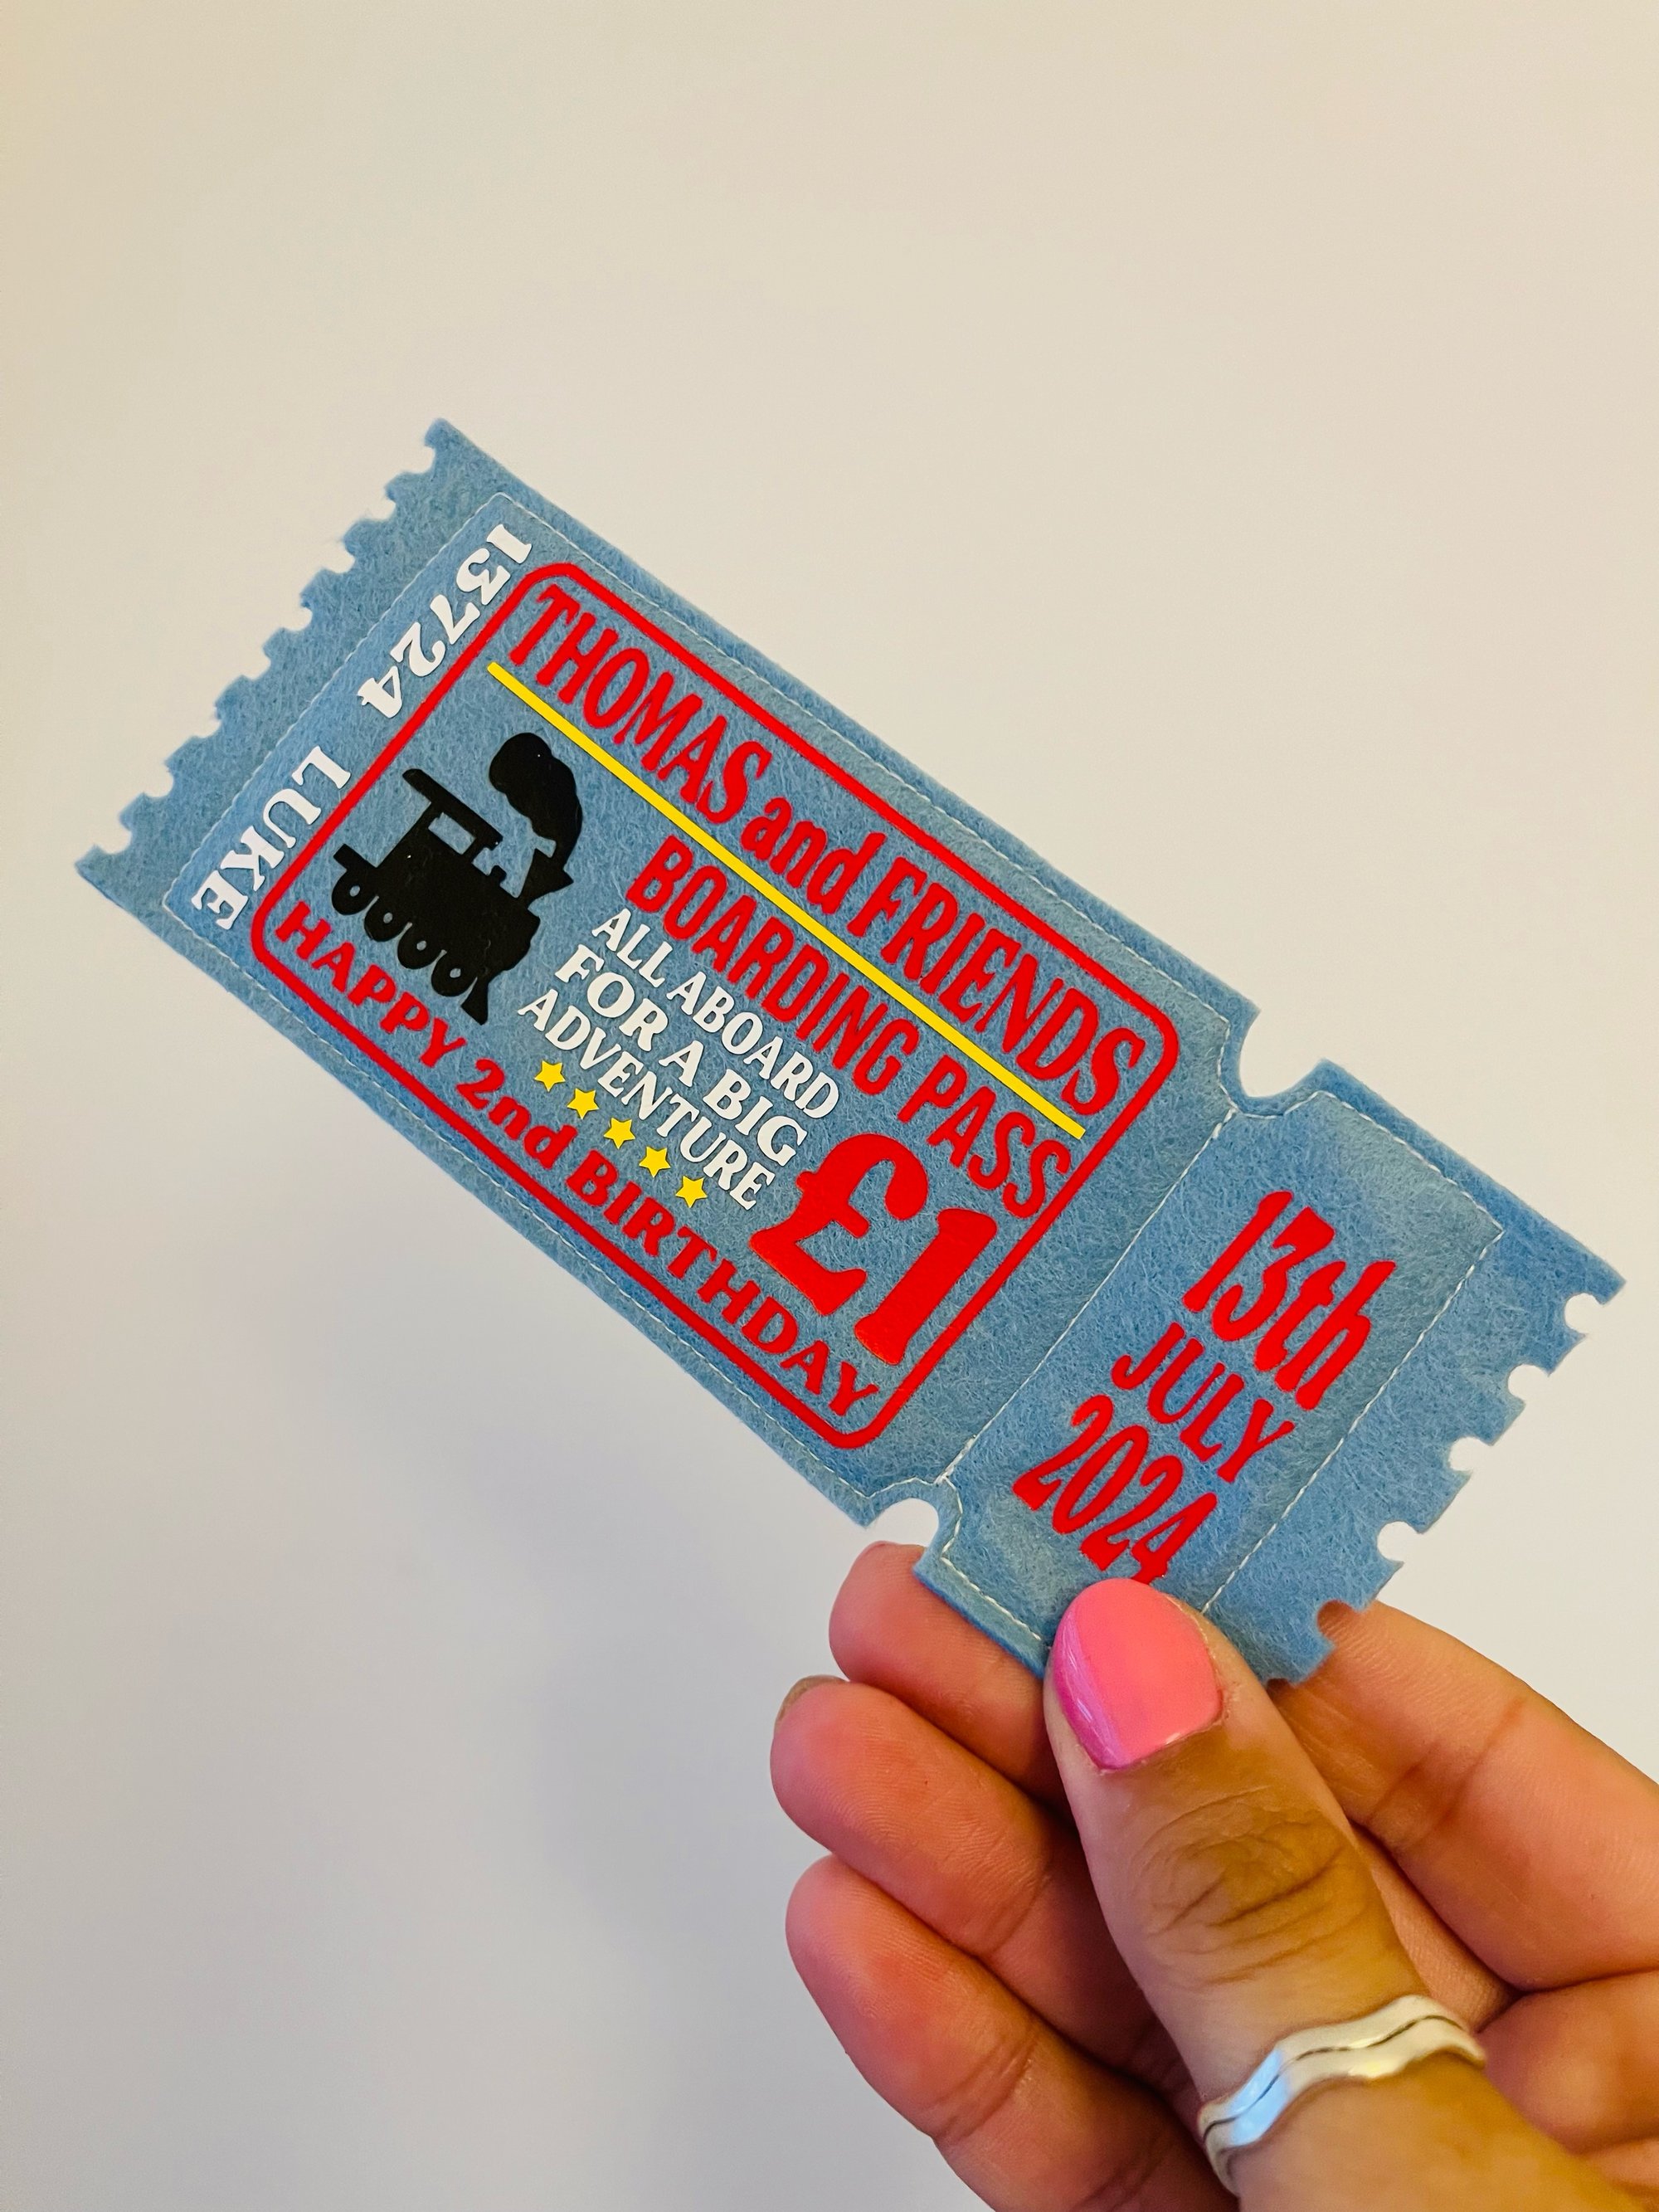 13724 LUKE
THOMAS and FRIENDS
BOARDING PASS
ALL ABOARD
FOR A BIG
ADVENTURE
£1
HAPPY 2nd BIRTHDAY
13th
JULY
2024